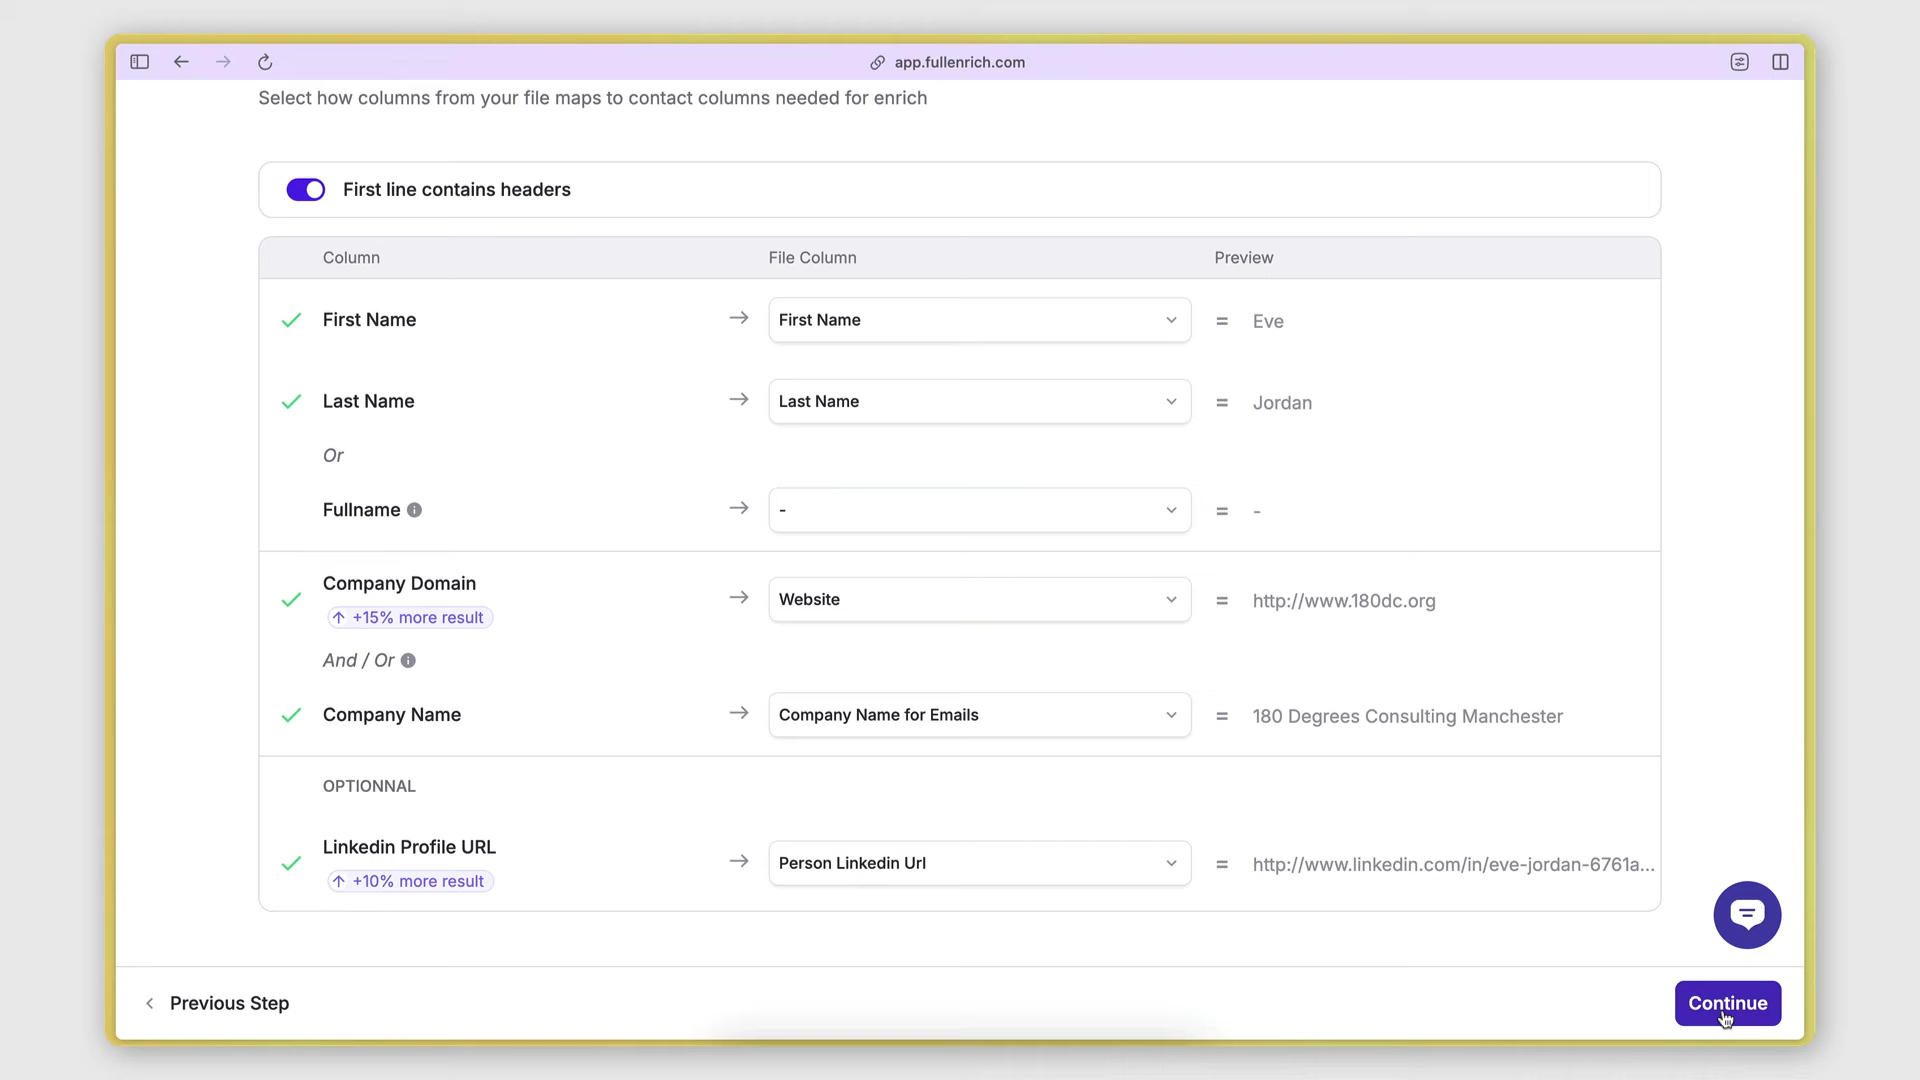 app.fullenrich.com
Select how columns from your file maps to contact columns needed for enrich
First line contains headers
Column File Column Preview
First Name → First Name = Eve
Last Name → Last Name = Jordan
Or
Fullname → - = -
Company Domain → Website = http://www.180dc.org
↑ +15% more result
And / Or
Company Name → Company Name for Emails = 180 Degrees Consulting Manchester
OPTIONNAL
Linkedin Profile URL → Person Linkedin Url = http://www.linkedin.com/in/eve-jordan-6761a...
↑ +10% more result
Previous Step Continue